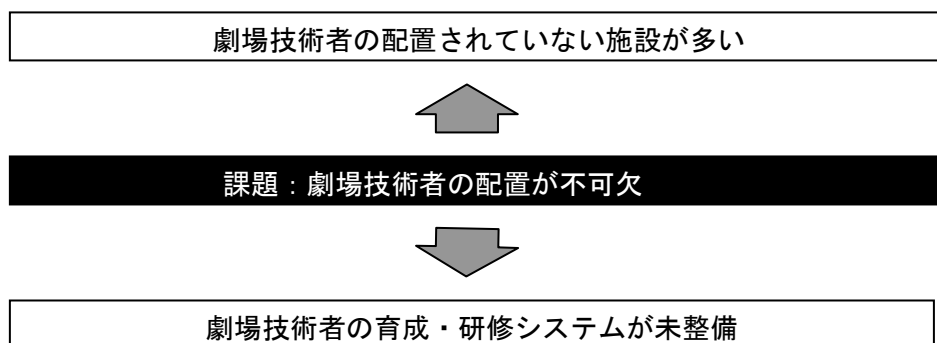 劇場技術者の配置されていない施設が多い
課題：劇場技術者の配置が不可欠
劇場技術者の育成・研修システムが未整備